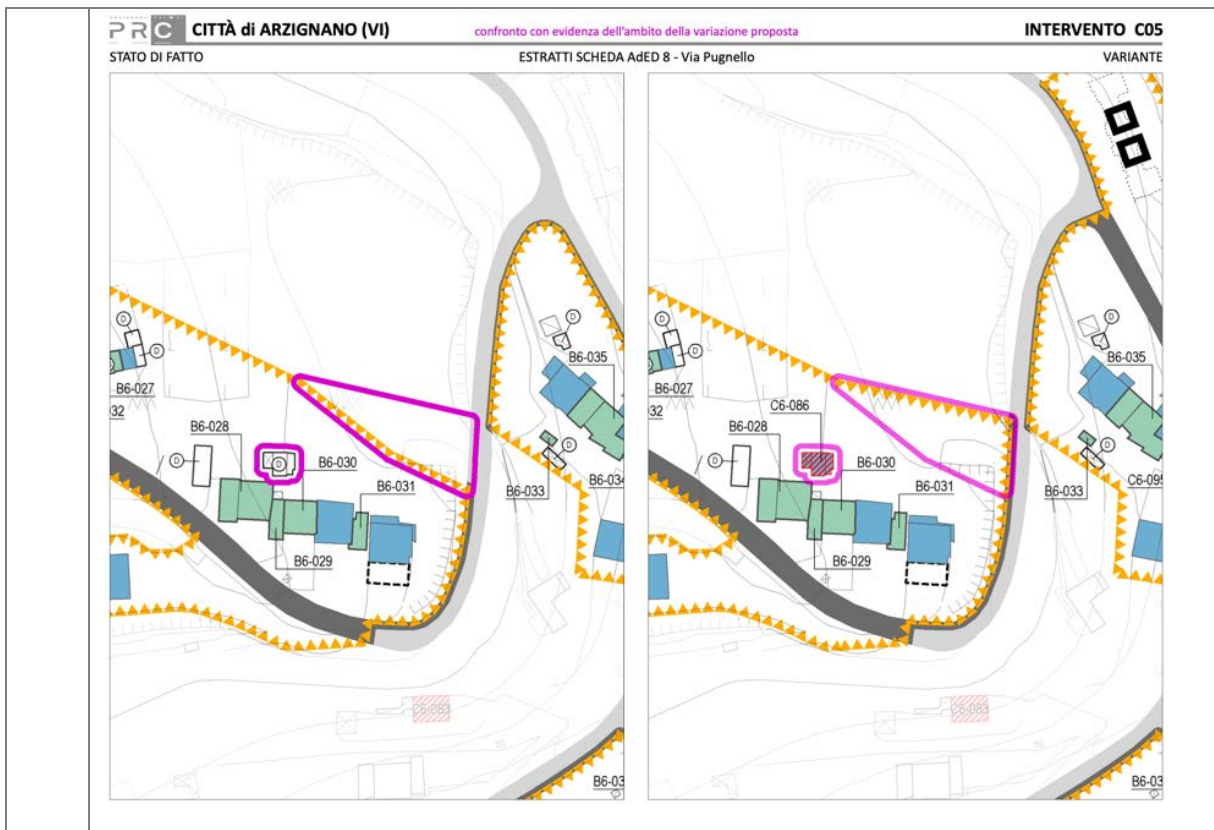 PRC CITTÀ di ARZIGNANO (VI)
confronto con evidenza dell'ambito della variazione proposta
INTERVENTO C05
STATO DI FATTO
ESTRATTI SCHEDA AdED 8 - Via Pugnello
VARIANTE
D
D
B6-027
32
B6-028
D
D
B6-030
B6-031
B6-029
B6-035
D
B6-033
B6-034
C6-083
B6-03
D
D
B6-027
32
C6-086
B6-028
D
B6-030
B6-031
B6-029
B6-035
D
D
B6-033
C6-095
C6-083
B6-03